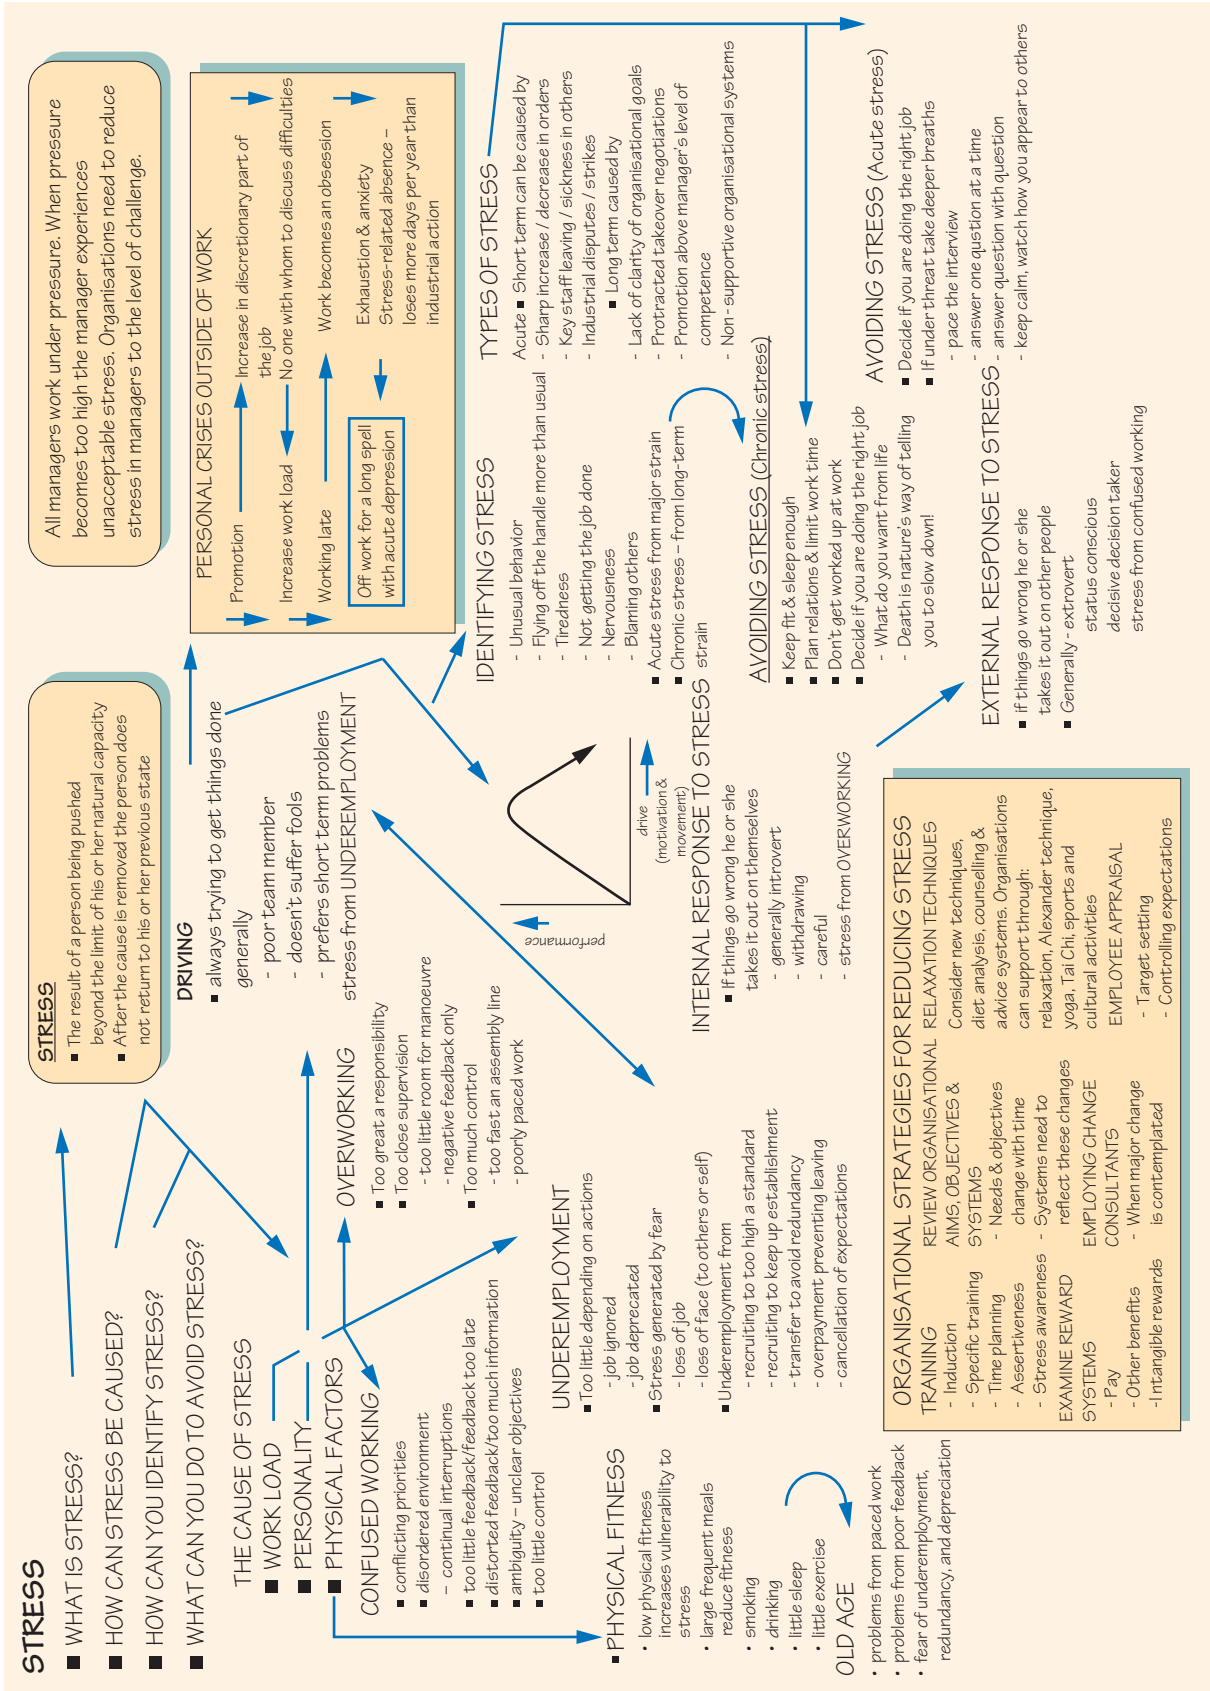 STRESS
■ WHAT IS STRESS?
■ HOW CAN STRESS BE CAUSED?
■ HOW CAN YOU IDENTIFY STRESS?
■ WHAT CAN YOU DO TO AVOID STRESS?
STRESS
■ The result of a person being pushed
beyond the limit of his or her natural capacity
■ After the cause is removed the person does
not return to his or her previous state
All managers work under pressure. When pressure
becomes too high the manager experiences
unacceptable stress. Organisations need to reduce
stress in managers to the level of challenge.
THE CAUSE OF STRESS
■ WORK LOAD
■ PERSONALITY
■ PHYSICAL FACTORS
DRIVING
■ always trying to get things done
generally
- poor team member
- doesn't suffer fools
- prefers short term problems
stress from UNDEREMPLOYMENT
PERSONAL CRISES OUTSIDE OF WORK
Promotion
Increase in discretionary part of
the job
Increase work load
No one with whom to discuss difficulties
Working late
Work becomes an obsession
Off work for a long spell
with acute depression
Exhaustion & anxiety
Stress-related absence –
loses more days per year than
industrial action
CONFUSED WORKING
■ conflicting priorities
■ disordered environment
– continual interruptions
■ too little feedback/feedback too late
■ distorted feedback/too much information
■ ambiguity – unclear objectives
■ too little control
OVERWORKING
■ Too great a responsibility
■ Too close supervision
- too little room for manoeuvre
- negative feedback only
■ Too much control
- too fast an assembly line
- poorly paced work
performance
drive
(motivation &
movement)
IDENTIFYING STRESS
- Unusual behavior
- Flying off the handle more than usual
- Tiredness
- Not getting the job done
- Nervousness
- Blaming others
■ Acute stress from major strain
■ Chronic stress – from long-term
strain
TYPES OF STRESS
Acute ■ Short term can be caused by
- Sharp increase / decrease in orders
- Key staff leaving / sickness in others
- Industrial disputes / strikes
■ Long term caused by
- Lack of clarity of organisational goals
- Protracted takeover negotiations
- Promotion above manager's level of
competence
- Non - supportive organisational systems
UNDEREMPLOYMENT
■ Too little depending on actions
- job ignored
- job deprecated
■ Stress generated by fear
- loss of job
- loss of face (to others or self)
■ Underemployment from
- recruiting to too high a standard
- recruiting to keep up establishment
- transfer to avoid redundancy
- overpayment preventing leaving
- cancellation of expectations
■ PHYSICAL FITNESS
• low physical fitness
increases vulnerability to
stress
• large frequent meals
reduce fitness
• smoking
• drinking
• little sleep
• little exercise
OLD AGE
• problems from paced work
• problems from poor feedback
• fear of underemployment,
redundancy, and depreciation
INTERNAL RESPONSE TO STRESS
■ If things go wrong he or she
takes it out on themselves
- generally introvert
- withdrawing
- careful
- stress from OVERWORKING
AVOIDING STRESS (Chronic stress)
■ Keep fit & sleep enough
■ Plan relations & limit work time
■ Don't get worked up at work
■ Decide if you are doing the right job
- What do you want from life
- Death is nature's way of telling
you to slow down!
AVOIDING STRESS (Acute stress)
■ Decide if you are doing the right job
■ If under threat take deeper breaths
- pace the interview
- answer one qustion at a time
- answer question with question
- keep calm, watch how you appear to others
EXTERNAL RESPONSE TO STRESS
■ if things go wrong he or she
takes it out on other people
■ Generally - extrovert
status conscious
decisive decision taker
stress from confused working
ORGANISATIONAL STRATEGIES FOR REDUCING STRESS
TRAINING
- Induction
- Specific training
- Time planning
- Assertiveness
- Stress awareness
EXAMINE REWARD
SYSTEMS
- Pay
- Other benefits
-Intangible rewards
REVIEW ORGANISATIONAL
AIMS, OBJECTIVES &
SYSTEMS
- Needs & objectives
change with time
- Systems need to
reflect these changes
EMPLOYING CHANGE
CONSULTANTS
- When major change
is contemplated
RELAXATION TECHNIQUES
Consider new techniques,
diet analysis, counselling &
advice systems. Organisations
can support through:
relaxation, Alexander technique,
yoga, Tai Chi, sports and
cultural activities
EMPLOYEE APPRAISAL
- Target setting
- Controlling expectations